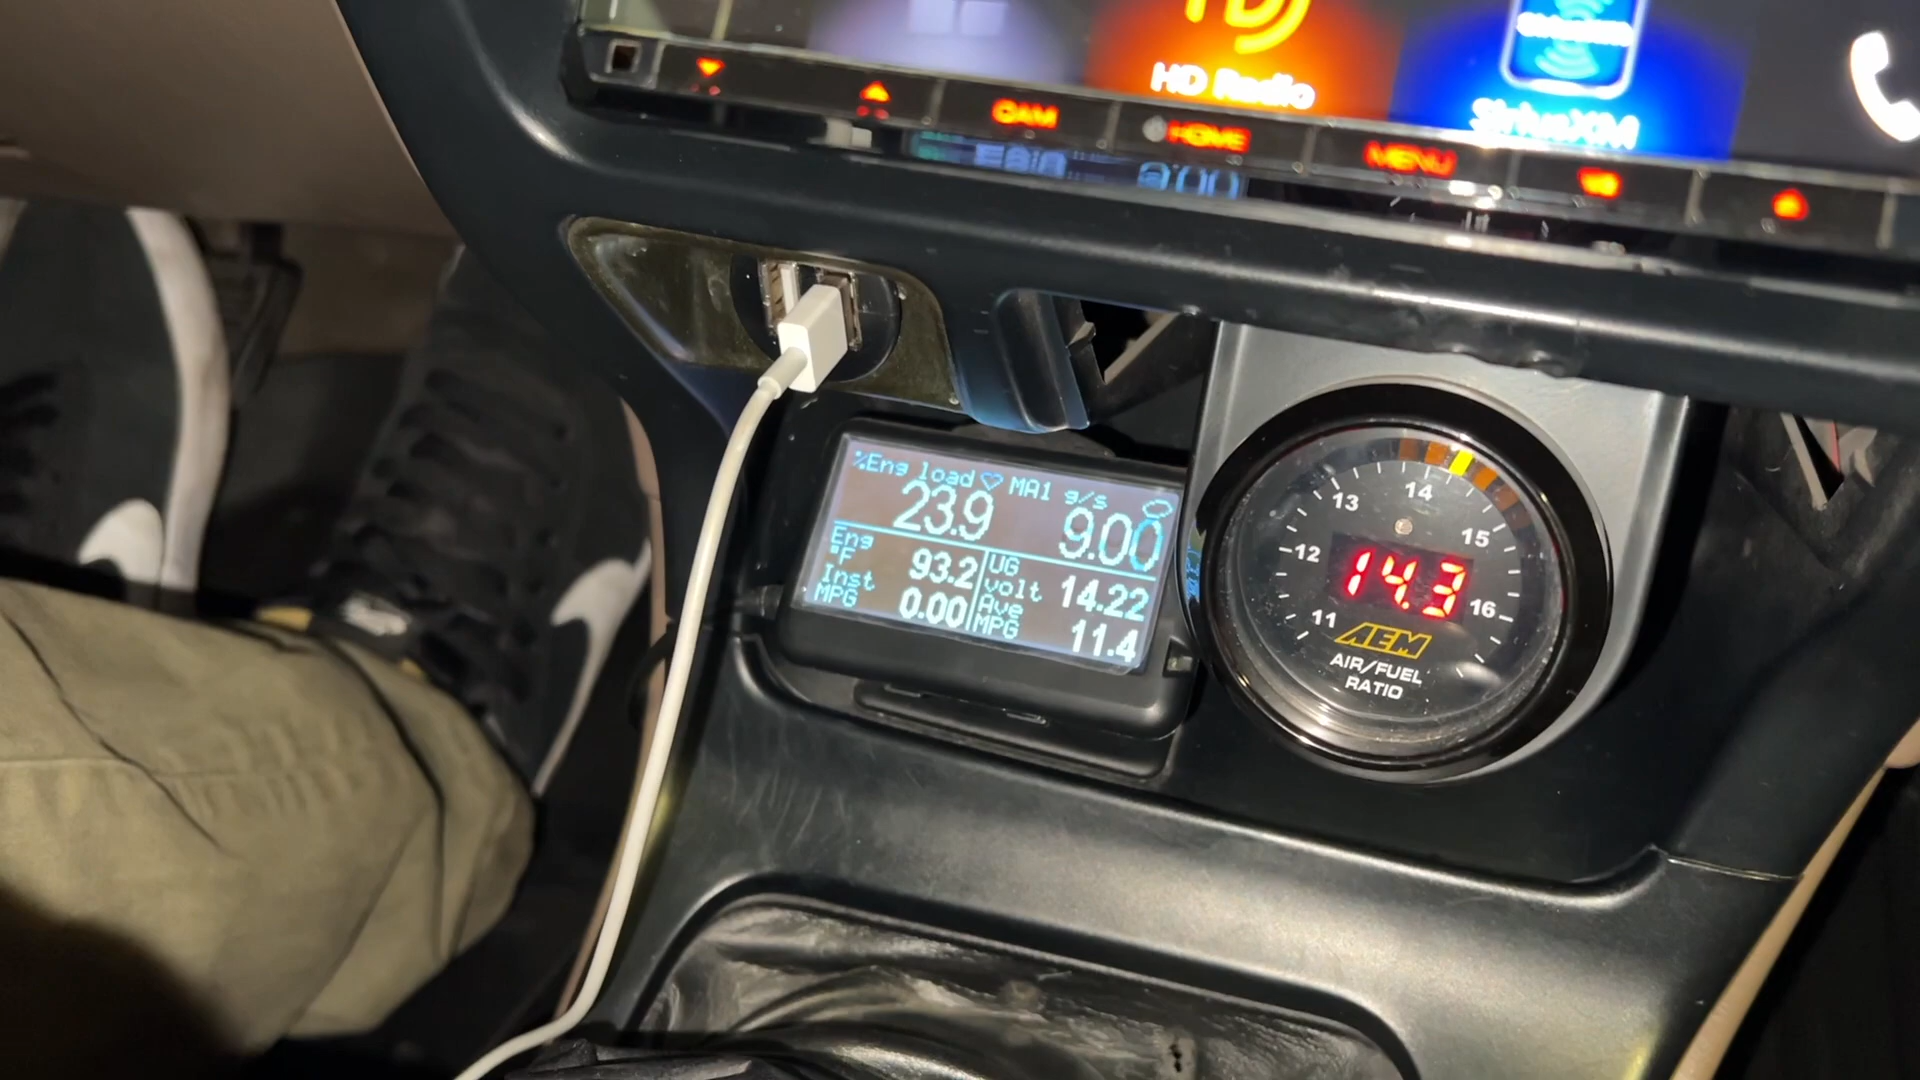 HD Radio
SiriusXM
CAM
HOME
MENU
%Eng load MA1 g/s
23.9 9.00
Eng °F 93.2
UG volt 14.22
Inst MPG 0.00
Ave MPG 11.4
11 12 13 14 15 16
14.3
AEM
AIR/FUEL
RATIO